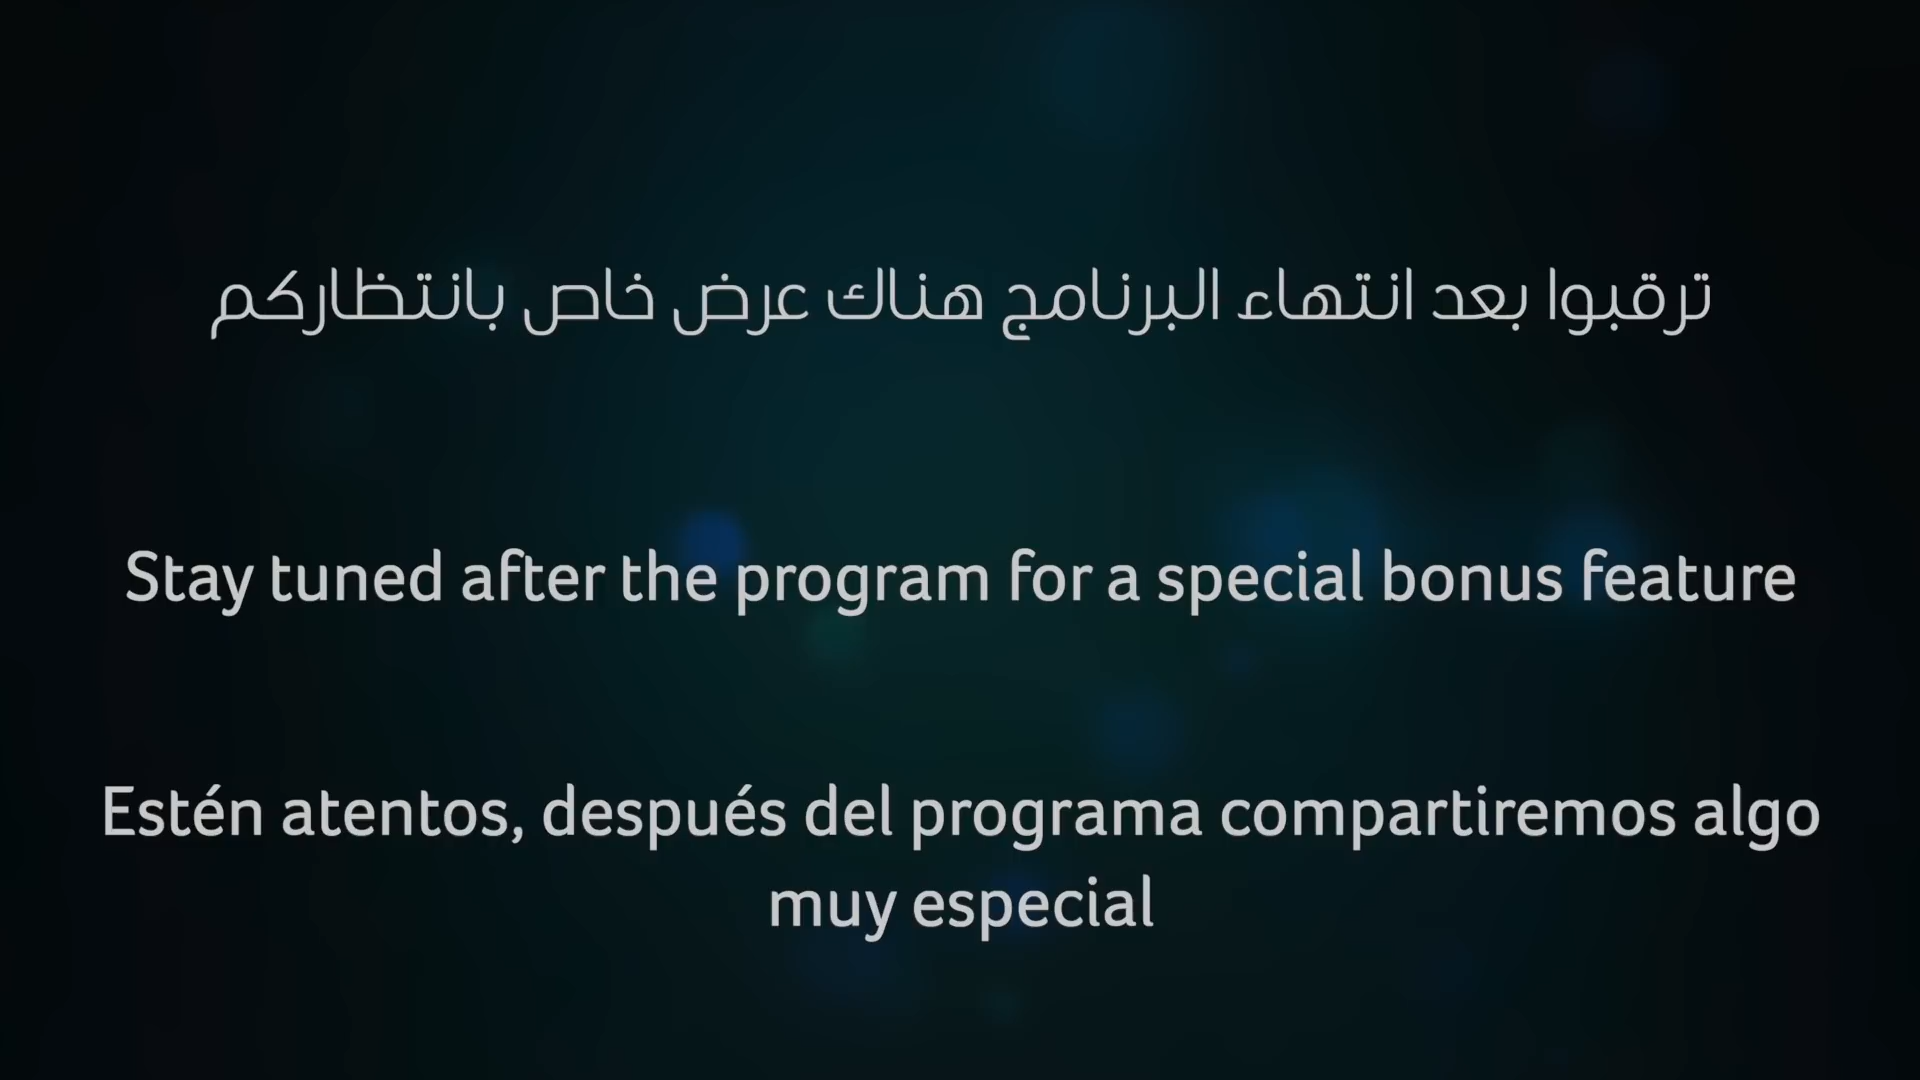 ترقبوا بعد انتهاء البرنامج هناك عرض خاص بانتظاركم
Stay tuned after the program for a special bonus feature
Estén atentos, después del programa compartiremos algo
muy especial